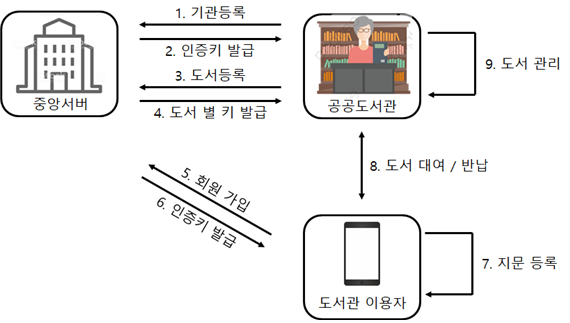 1. 기관등록
2. 인증키 발급
3. 도서등록
4. 도서 별 키 발급
중앙서버
공공도서관
9. 도서 관리
8. 도서 대여 / 반납
5. 회원 가입
6. 인증키 발급
7. 지문 등록
도서관 이용자